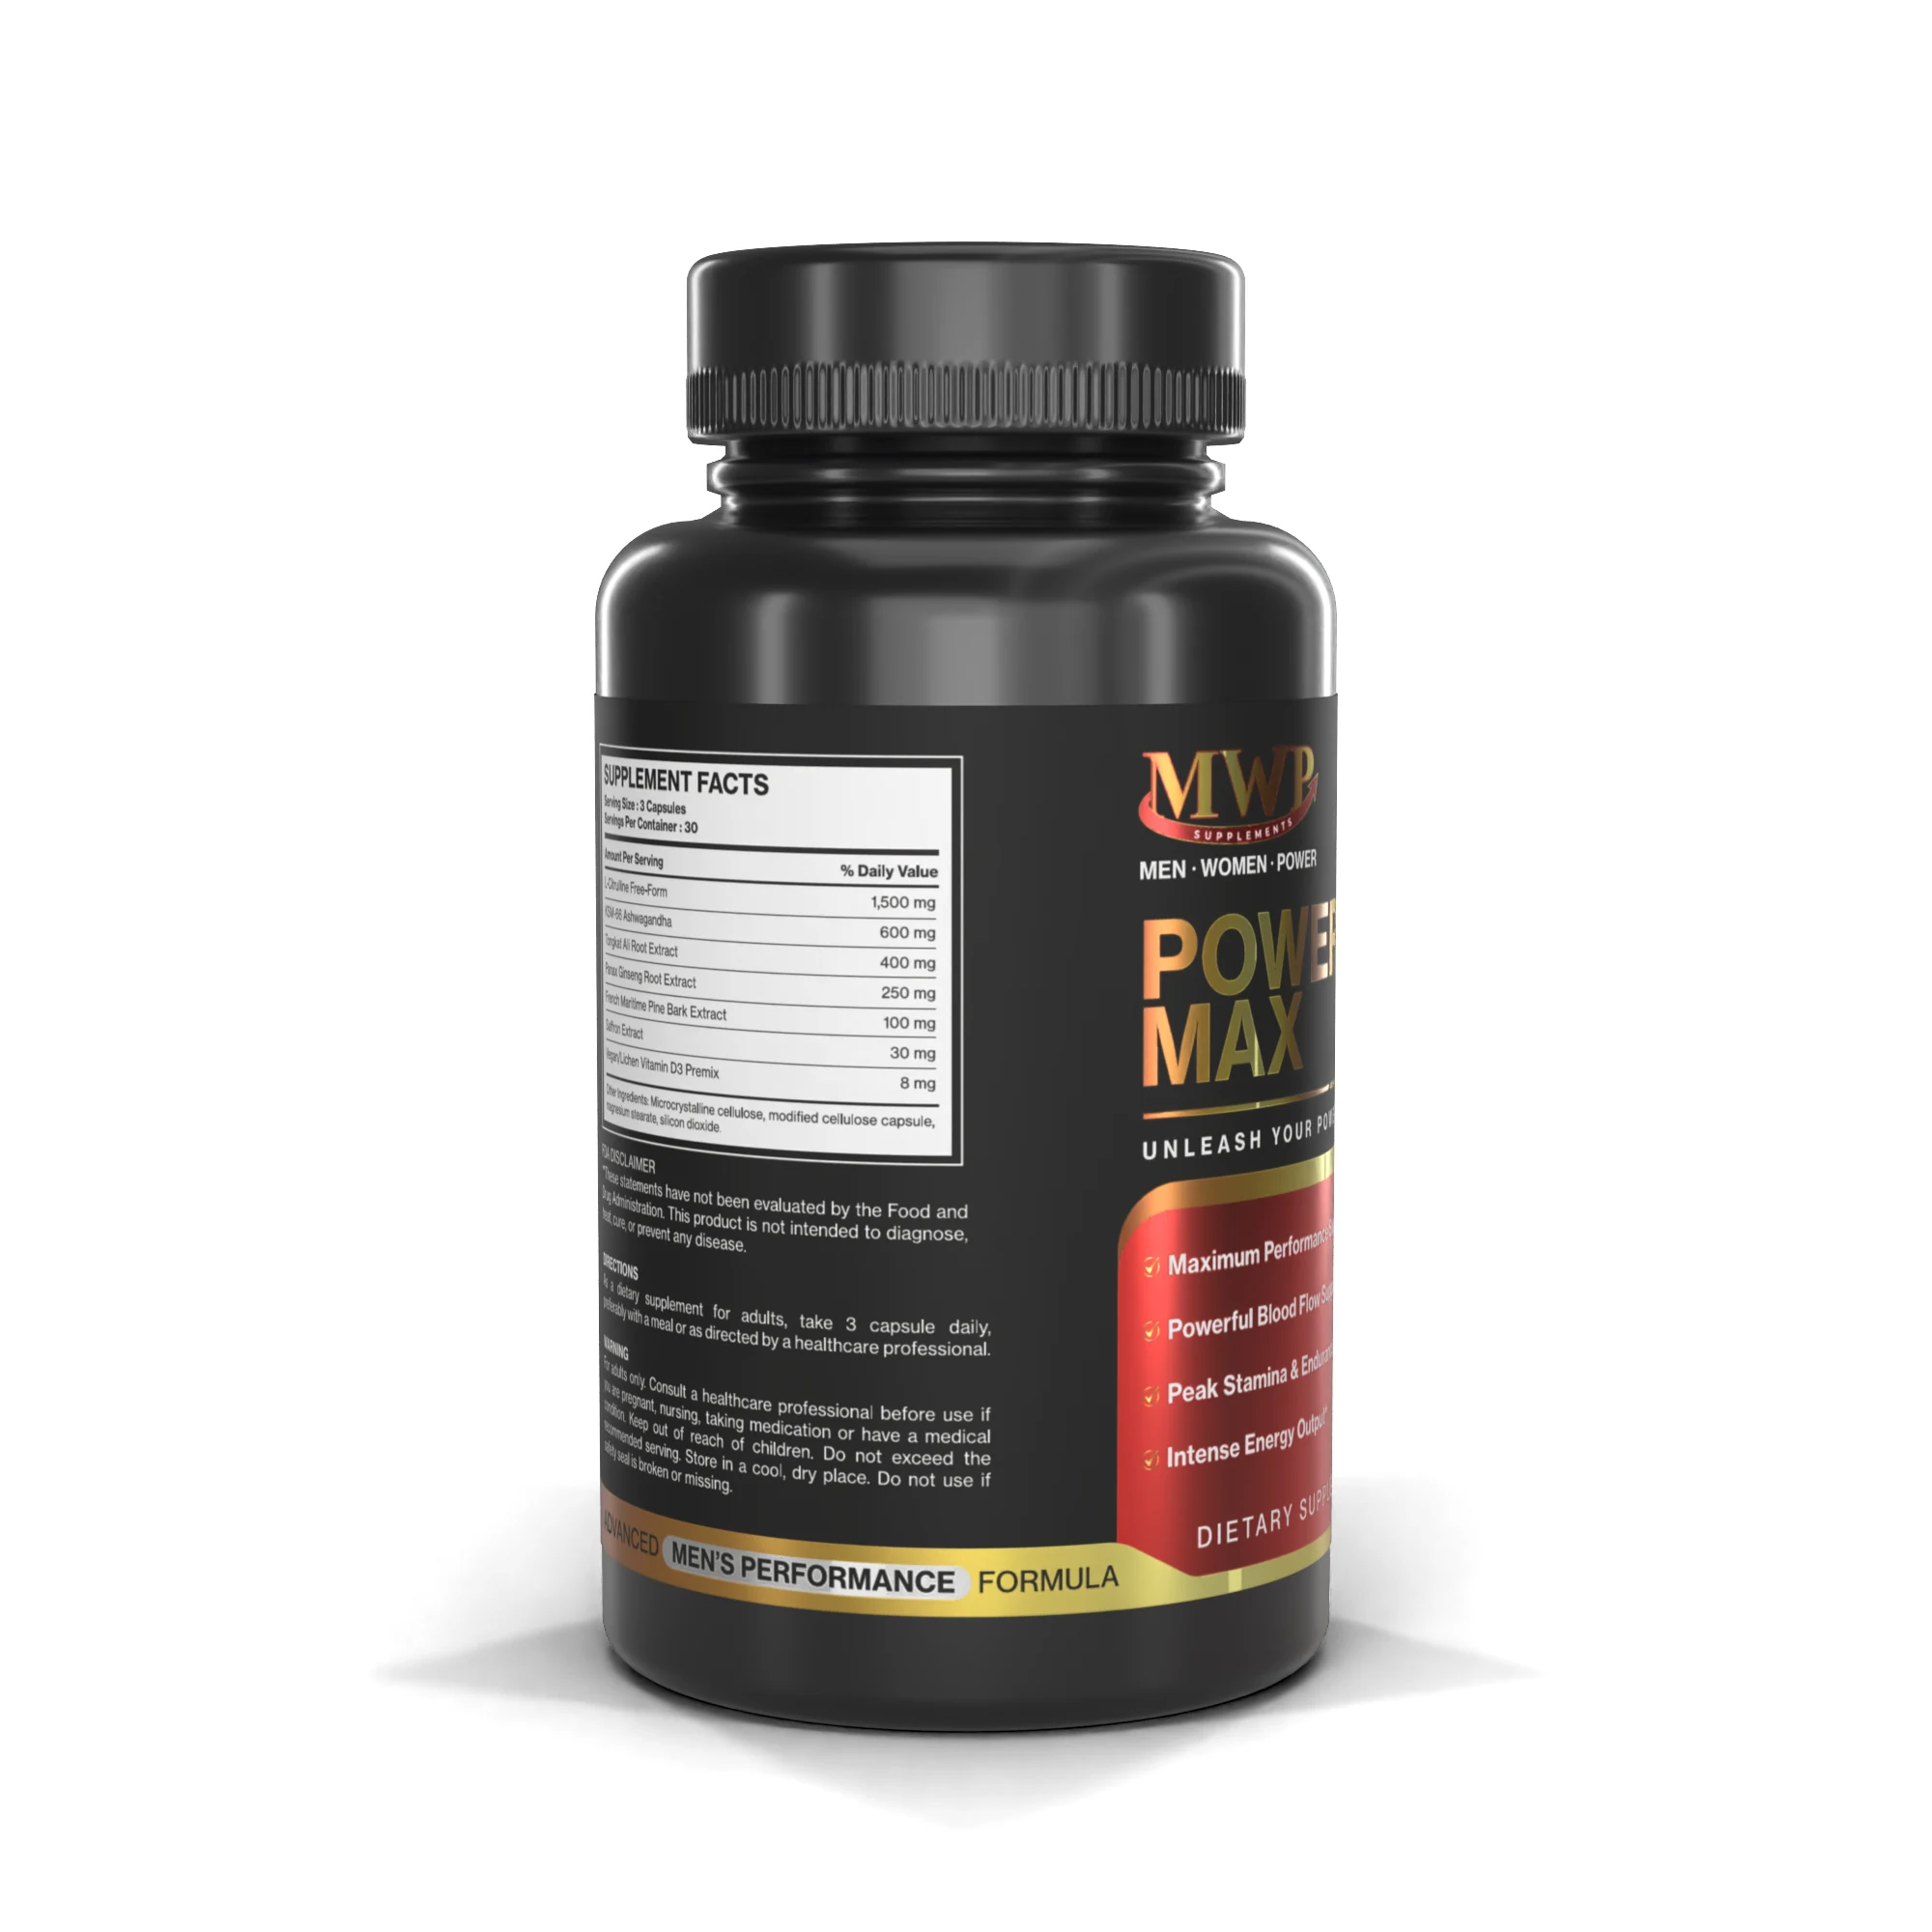 SUPPLEMENT FACTS
Serving Size : 3 Capsules
Servings Per Container : 30
Amount Per Serving
% Daily Value
L-Citrulline Free-Form 1,500 mg
KSM-66 Ashwagandha 600 mg
Tongkat Ali Root Extract 400 mg
Panax Ginseng Root Extract 250 mg
French Maritime Pine Bark Extract 100 mg
Saffron Extract 30 mg
Vegan/Lichen Vitamin D3 Premix 8 mg
Other Ingredients: Microcrystalline cellulose, modified cellulose capsule,
magnesium stearate, silicon dioxide.
FDA DISCLAIMER
*These statements have not been evaluated by the Food and
Drug Administration. This product is not intended to diagnose,
treat, cure, or prevent any disease.
DIRECTIONS
As a dietary supplement for adults, take 3 capsule daily,
preferably with a meal or as directed by a healthcare professional.
WARNING
For adults only. Consult a healthcare professional before use if
you are pregnant, nursing, taking medication or have a medical
condition. Keep out of reach of children. Do not exceed the
recommended serving. Store in a cool, dry place. Do not use if
safety seal is broken or missing.
ADVANCED MEN'S PERFORMANCE FORMULA
MWP
SUPPLEMENTS
MEN · WOMEN · POWER
POWER
MAX
UNLEASH YOUR
Maximum Performance
Powerful Blood Flow
Peak Stamina &
Intense Energy Output*
DIETARY